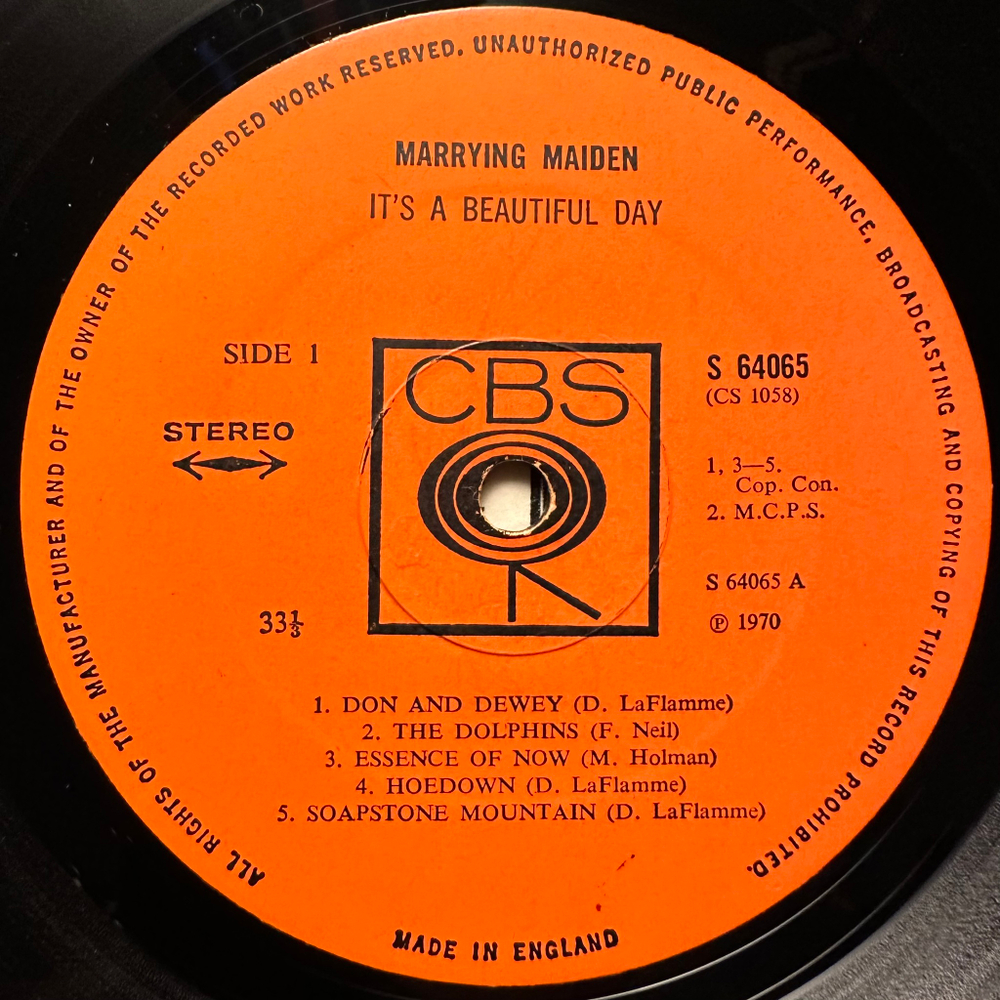 ALL RIGHTS OF THE MANUFACTURER AND OF THE OWNER OF THE RECORDED WORK RESERVED. UNAUTHORIZED PUBLIC PERFORMANCE, BROADCASTING AND COPYING OF THIS RECORD PROHIBITED.
MARRYING MAIDEN
IT'S A BEAUTIFUL DAY
SIDE 1
STEREO
33⅓
CBS
S 64065
(CS 1058)
1, 3—5.
Cop. Con.
2. M.C.P.S.
S 64065 A
℗ 1970
1. DON AND DEWEY (D. LaFlamme)
2. THE DOLPHINS (F. Neil)
3. ESSENCE OF NOW (M. Holman)
4. HOEDOWN (D. LaFlamme)
5. SOAPSTONE MOUNTAIN (D. LaFlamme)
MADE IN ENGLAND